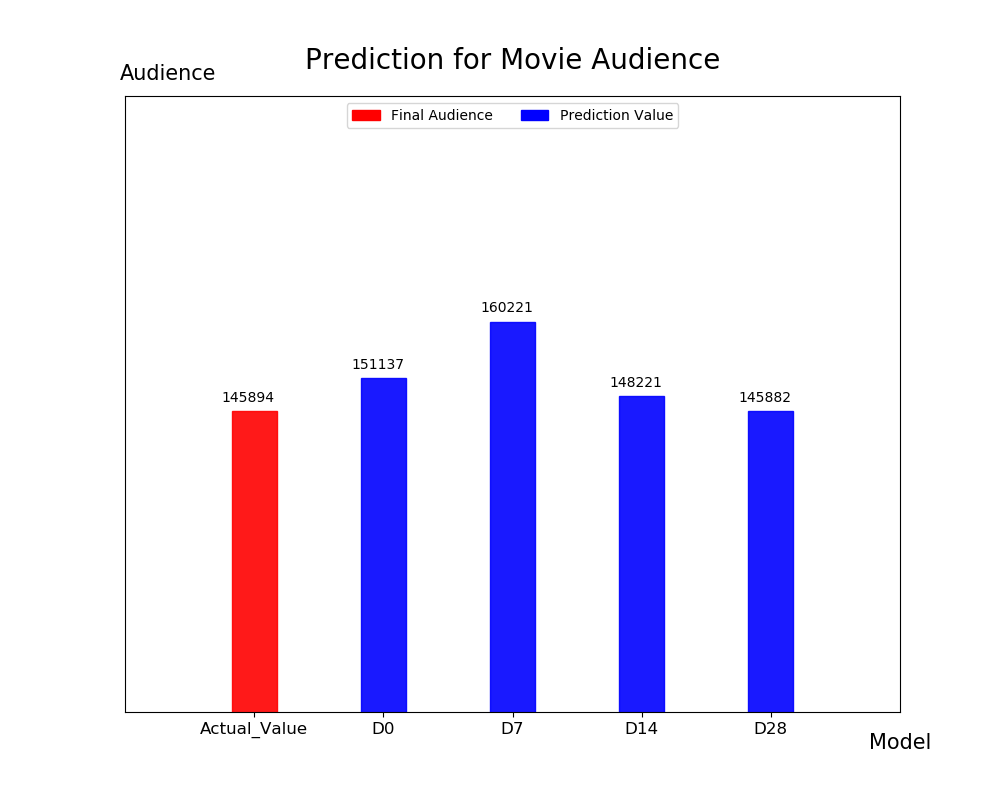 Prediction for Movie Audience
Audience
Final Audience Prediction Value
160221
151137
148221
145894 145882
Actual_Value D0 D7 D14 D28
Model